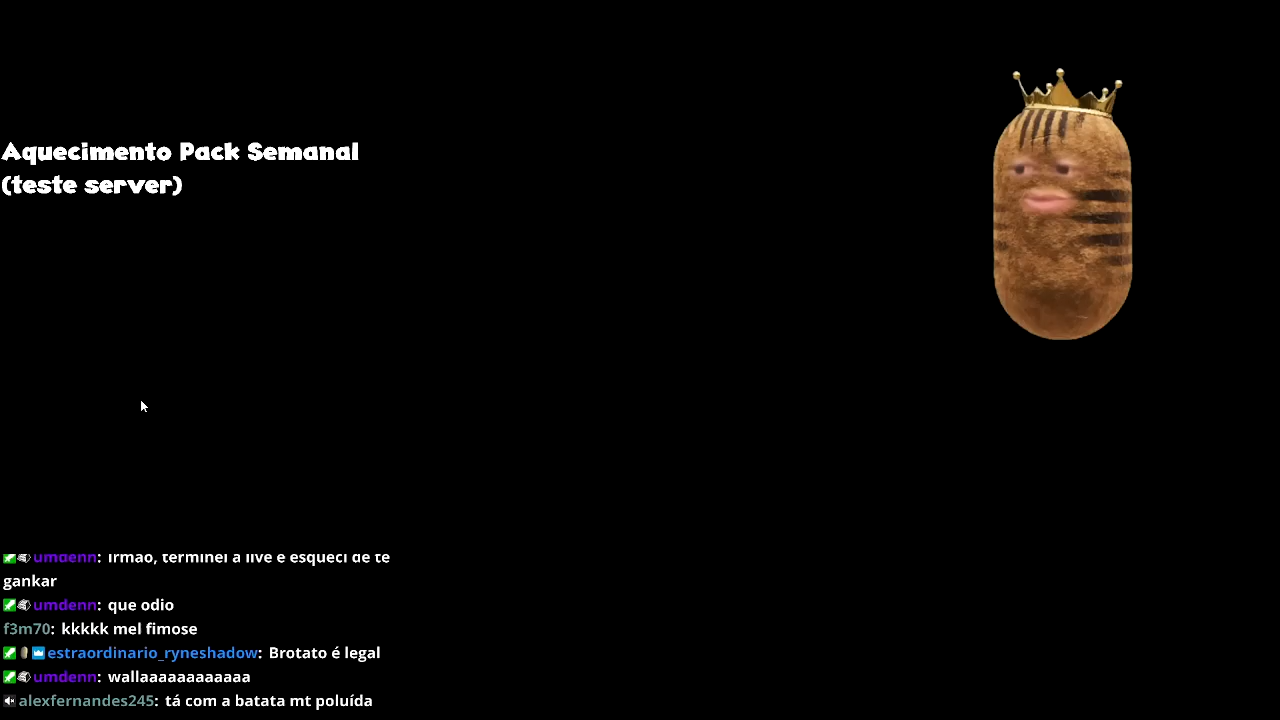 Aquecimento Pack Semanal
(teste server)
umdenn: irmão, terminei a live e esqueci de te
gankar
umdenn: que odio
f3m70: kkkkk mel fimose
estraordinario_ryneshadow: Brotato é legal
umdenn: wallaaaaaaaaaaaa
alexfernandes245: tá com a batata mt poluída